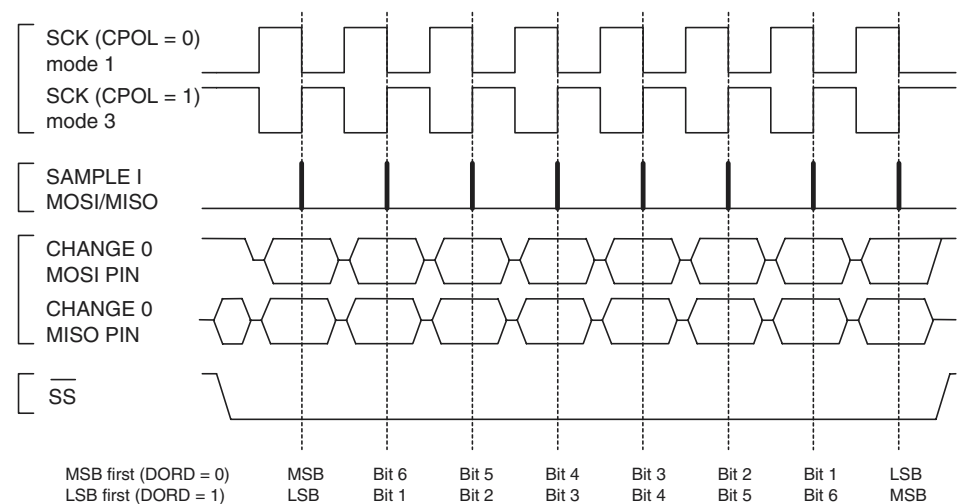 SCK (CPOL = 0)
mode 1
SCK (CPOL = 1)
mode 3
SAMPLE I
MOSI/MISO
CHANGE 0
MOSI PIN
CHANGE 0
MISO PIN
SS
MSB first (DORD = 0) MSB Bit 6 Bit 5 Bit 4 Bit 3 Bit 2 Bit 1 LSB
LSB first (DORD = 1) LSB Bit 1 Bit 2 Bit 3 Bit 4 Bit 5 Bit 6 MSB